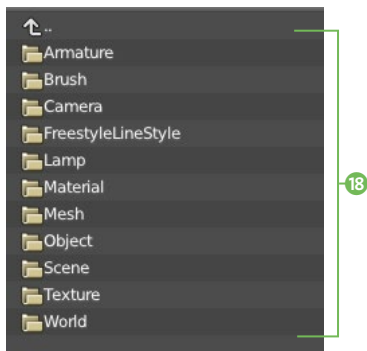 ..
Armature
Brush
Camera
FreestyleLineStyle
Lamp
Material
Mesh
Object
Scene
Texture
World
18